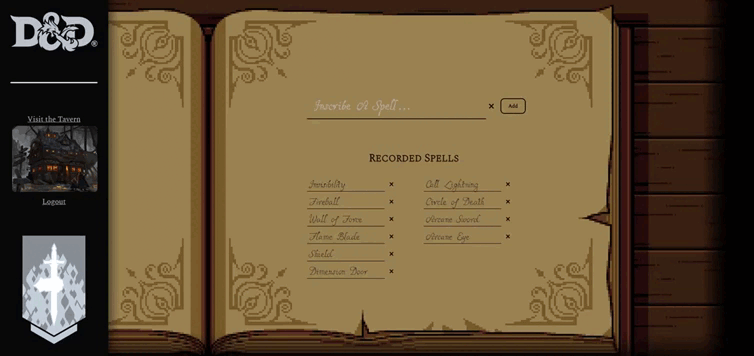 D&D®
Visit the Tavern
Logout
Inscribe A Spell...
× Add
Recorded Spells
Invisibility ×
Fireball ×
Wall of Force ×
Flame Blade ×
Shield ×
Dimension Door ×
Call Lightning ×
Circle of Death ×
Arcane Sword ×
Arcane Eye ×